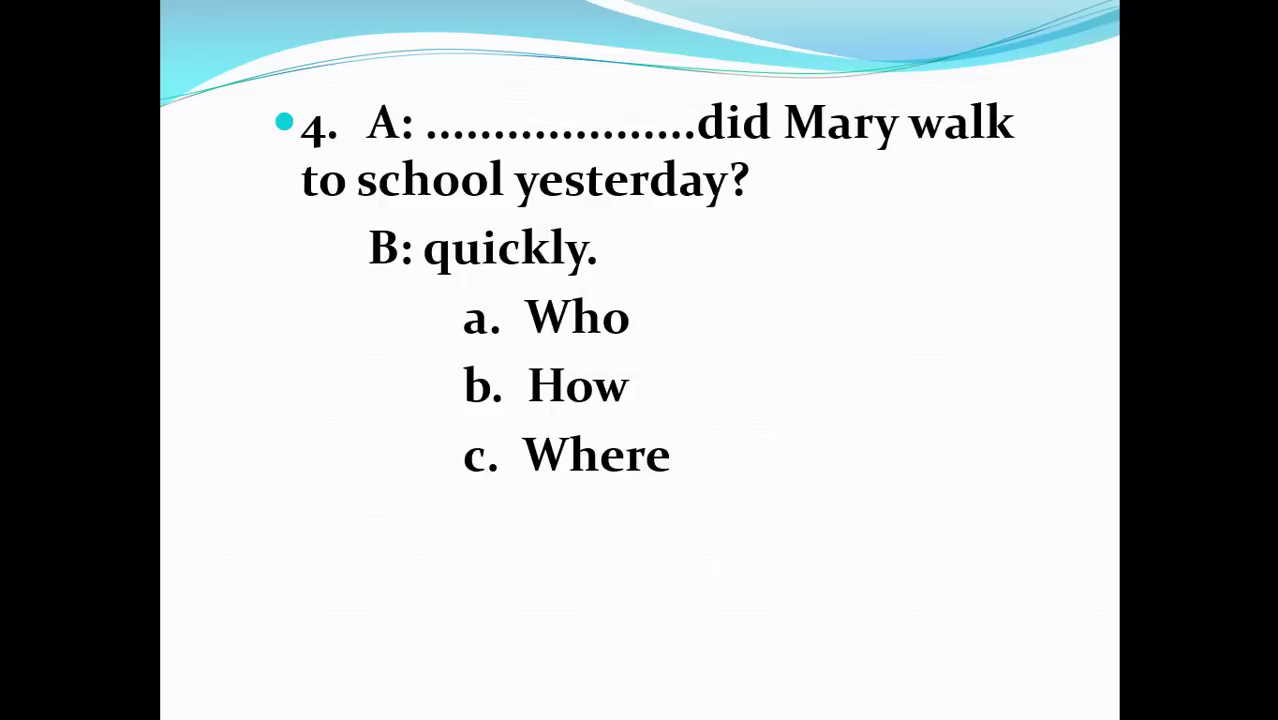 4. A: ....................did Mary walk
to school yesterday?
B: quickly.
a. Who
b. How
c. Where